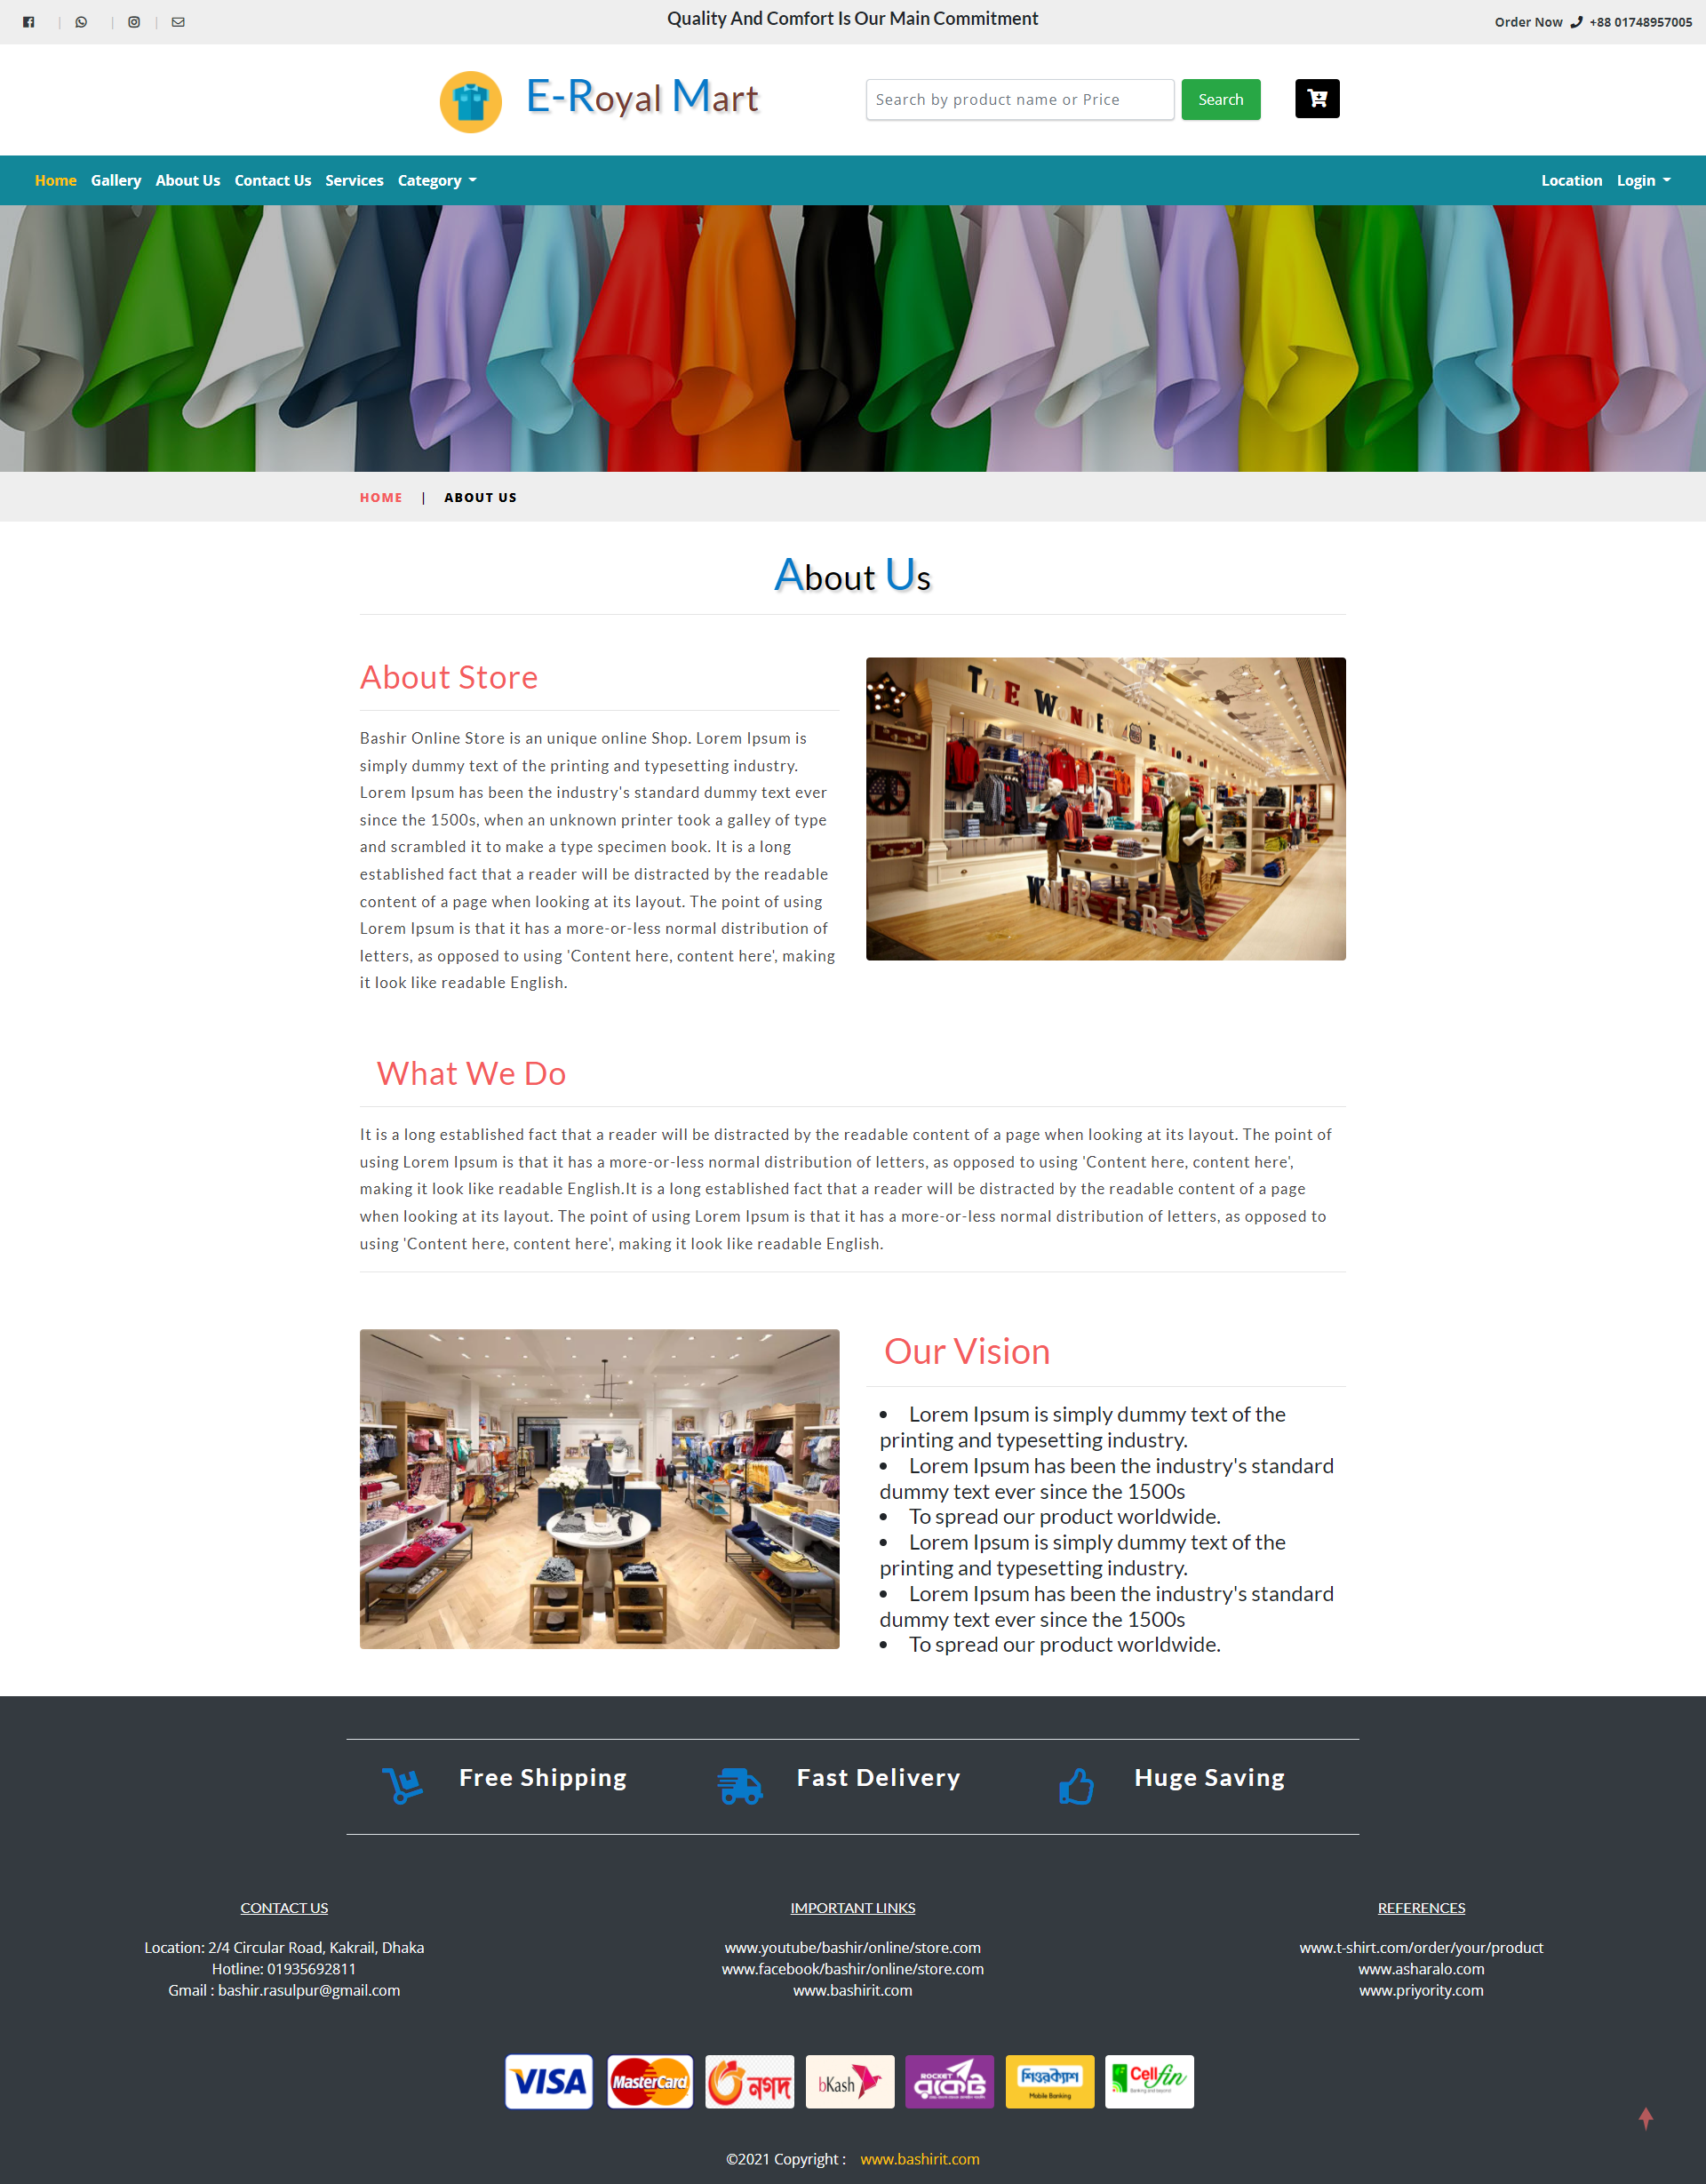 Quality And Comfort Is Our Main Commitment
Order Now +88 01748957005
E-Royal Mart
Search by product name or Price
Search
Home Gallery About Us Contact Us Services Category
Location Login
HOME | ABOUT US
About Us
About Store
Bashir Online Store is an unique online Shop. Lorem Ipsum is
simply dummy text of the printing and typesetting industry.
Lorem Ipsum has been the industry's standard dummy text ever
since the 1500s, when an unknown printer took a galley of type
and scrambled it to make a type specimen book. It is a long
established fact that a reader will be distracted by the readable
content of a page when looking at its layout. The point of using
Lorem Ipsum is that it has a more-or-less normal distribution of
letters, as opposed to using 'Content here, content here', making
it look like readable English.
What We Do
It is a long established fact that a reader will be distracted by the readable content of a page when looking at its layout. The point of
using Lorem Ipsum is that it has a more-or-less normal distribution of letters, as opposed to using 'Content here, content here',
making it look like readable English.It is a long established fact that a reader will be distracted by the readable content of a page
when looking at its layout. The point of using Lorem Ipsum is that it has a more-or-less normal distribution of letters, as opposed to
using 'Content here, content here', making it look like readable English.
Our Vision
• Lorem Ipsum is simply dummy text of the
printing and typesetting industry.
• Lorem Ipsum has been the industry's standard
dummy text ever since the 1500s
• To spread our product worldwide.
• Lorem Ipsum is simply dummy text of the
printing and typesetting industry.
• Lorem Ipsum has been the industry's standard
dummy text ever since the 1500s
• To spread our product worldwide.
Free Shipping
Fast Delivery
Huge Saving
CONTACT US
Location: 2/4 Circular Road, Kakrail, Dhaka
Hotline: 01935692811
Gmail : bashir.rasulpur@gmail.com
IMPORTANT LINKS
www.youtube/bashir/online/store.com
www.facebook/bashir/online/store.com
www.bashirit.com
REFERENCES
www.t-shirt.com/order/your/product
www.asharalo.com
www.priyority.com
VISA
MasterCard
নগদ
bKash
ROCKET
রকেট
শিওরক্যাশ
Mobile Banking
Cellfin
©2021 Copyright : www.bashirit.com